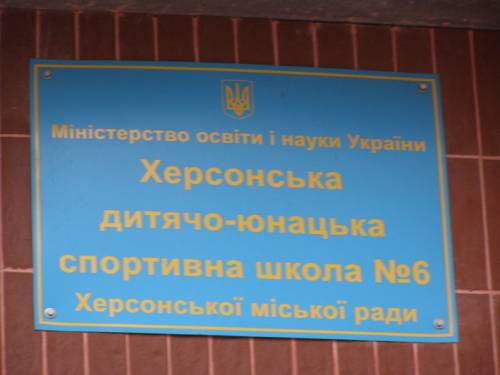 Міністерство освіти і науки України
Херсонська
дитячо-юнацька
спортивна школа №6
Херсонської міської ради